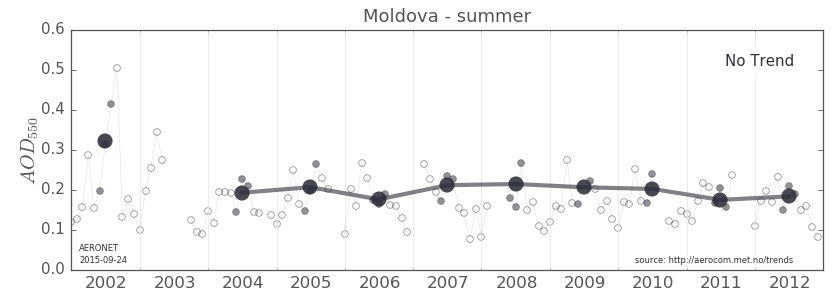 Moldova - summer
0.6
0.5
0.4
0.3
0.2
0.1
0.0
AOD550
No Trend
AERONET
2015-09-24
source: http://aerocom.met.no/trends
2002 2003 2004 2005 2006 2007 2008 2009 2010 2011 2012